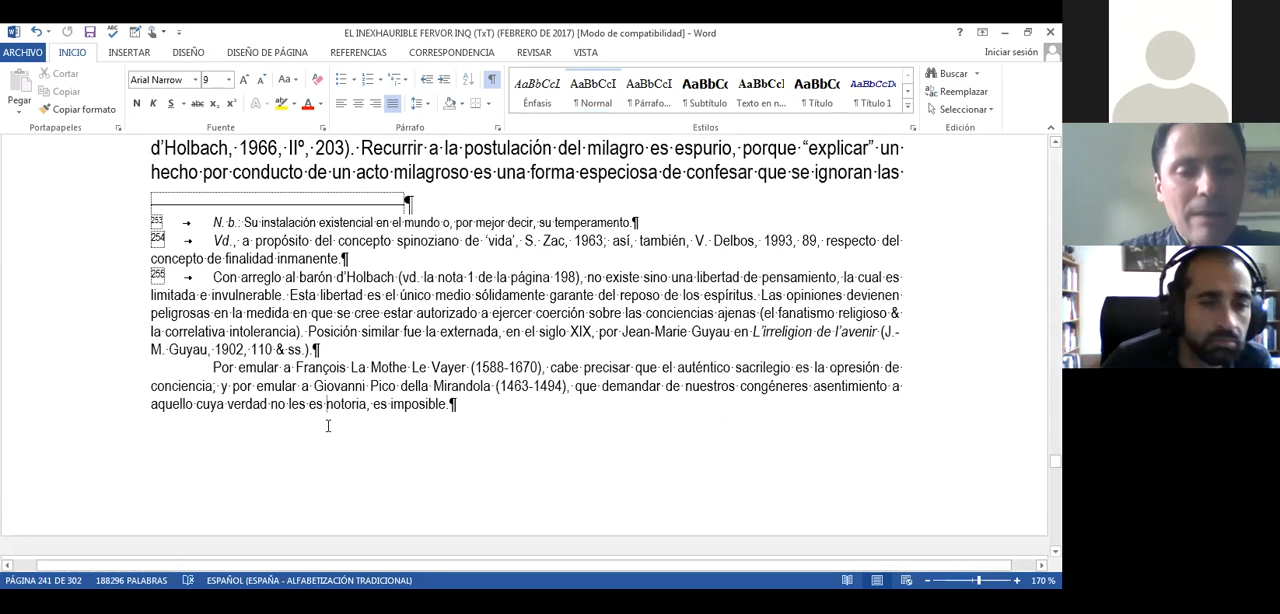 EL INEXHAURIBLE FERVOR INQ (TxT) (FEBRERO DE 2017) [Modo de compatibilidad] - Word
ARCHIVO INICIO INSERTAR DISEÑO DISEÑO DE PÁGINA REFERENCIAS CORRESPONDENCIA REVISAR VISTA Iniciar sesión
Pegar Cortar Copiar Copiar formato
Arial Narrow 9
N K S abc x₂ x²
AaBbCcI AaBbCcI AaBbCcI AaBbCc AaBbCcI AaBbCc AaBbCcD
Énfasis ¶ Normal ¶ Párrafo... ¶ Subtítulo Texto en n... ¶ Título ¶ Título 1
Buscar
Reemplazar
Seleccionar
Portapapeles Fuente Párrafo Estilos Edición
d’Holbach, 1966, IIº, 203). Recurrir a la postulación del milagro es espurio, porque “explicar” un
hecho por conducto de un acto milagroso es una forma especiosa de confesar que se ignoran las
¶
253 → N. b.: Su instalación existencial en el mundo o, por mejor decir, su temperamento.¶
254 → Vd., a propósito del concepto spinoziano de ‘vida’, S. Zac, 1963; así, también, V. Delbos, 1993, 89, respecto del
concepto de finalidad inmanente.¶
255 → Con arreglo al barón d’Holbach (vd. la nota 1 de la página 198), no existe sino una libertad de pensamiento, la cual es
limitada e invulnerable. Esta libertad es el único medio sólidamente garante del reposo de los espíritus. Las opiniones devienen
peligrosas en la medida en que se cree estar autorizado a ejercer coerción sobre las conciencias ajenas (el fanatismo religioso &
la correlativa intolerancia). Posición similar fue la externada, en el siglo XIX, por Jean-Marie Guyau en L’irreligion de l’avenir (J.-
M. Guyau, 1902, 110 & ss.).¶
Por emular a François La Mothe Le Vayer (1588-1670), cabe precisar que el auténtico sacrilegio es la opresión de
conciencia; y por emular a Giovanni Pico della Mirandola (1463-1494), que demandar de nuestros congéneres asentimiento a
aquello cuya verdad no les es notoria, es imposible.¶
PÁGINA 241 DE 302 188296 PALABRAS ESPAÑOL (ESPAÑA - ALFABETIZACIÓN TRADICIONAL) 170 %